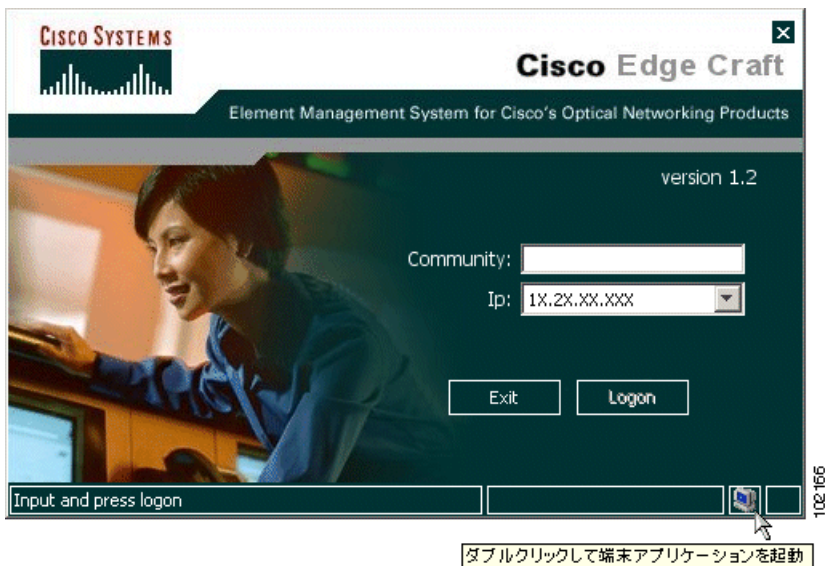 CISCO SYSTEMS
Cisco Edge Craft
Element Management System for Cisco's Optical Networking Products
version 1.2
Community:
Ip: 1X.2X.XX.XXX
Exit Logon
Input and press logon
102166
ダブルクリックして端末アプリケーションを起動